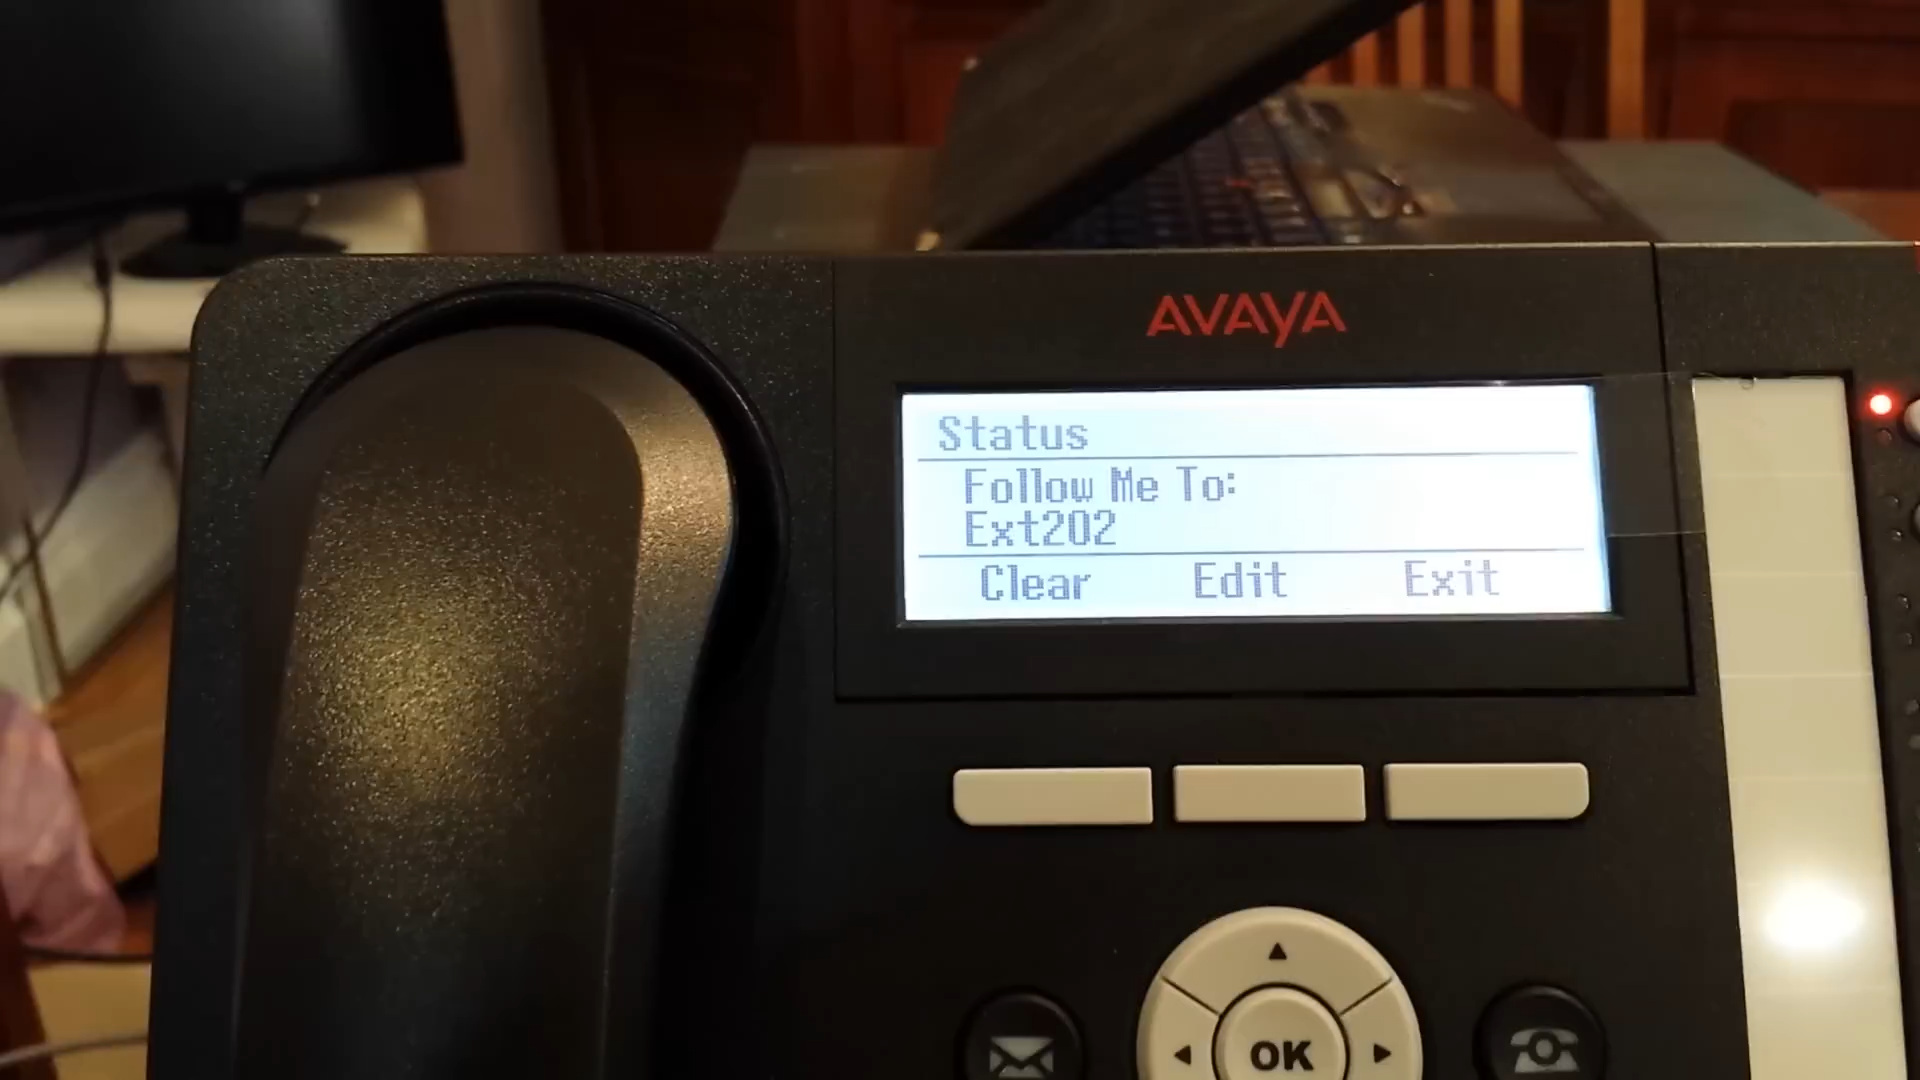 AVAYA
Status
Follow Me To:
Ext202
Clear Edit Exit
OK